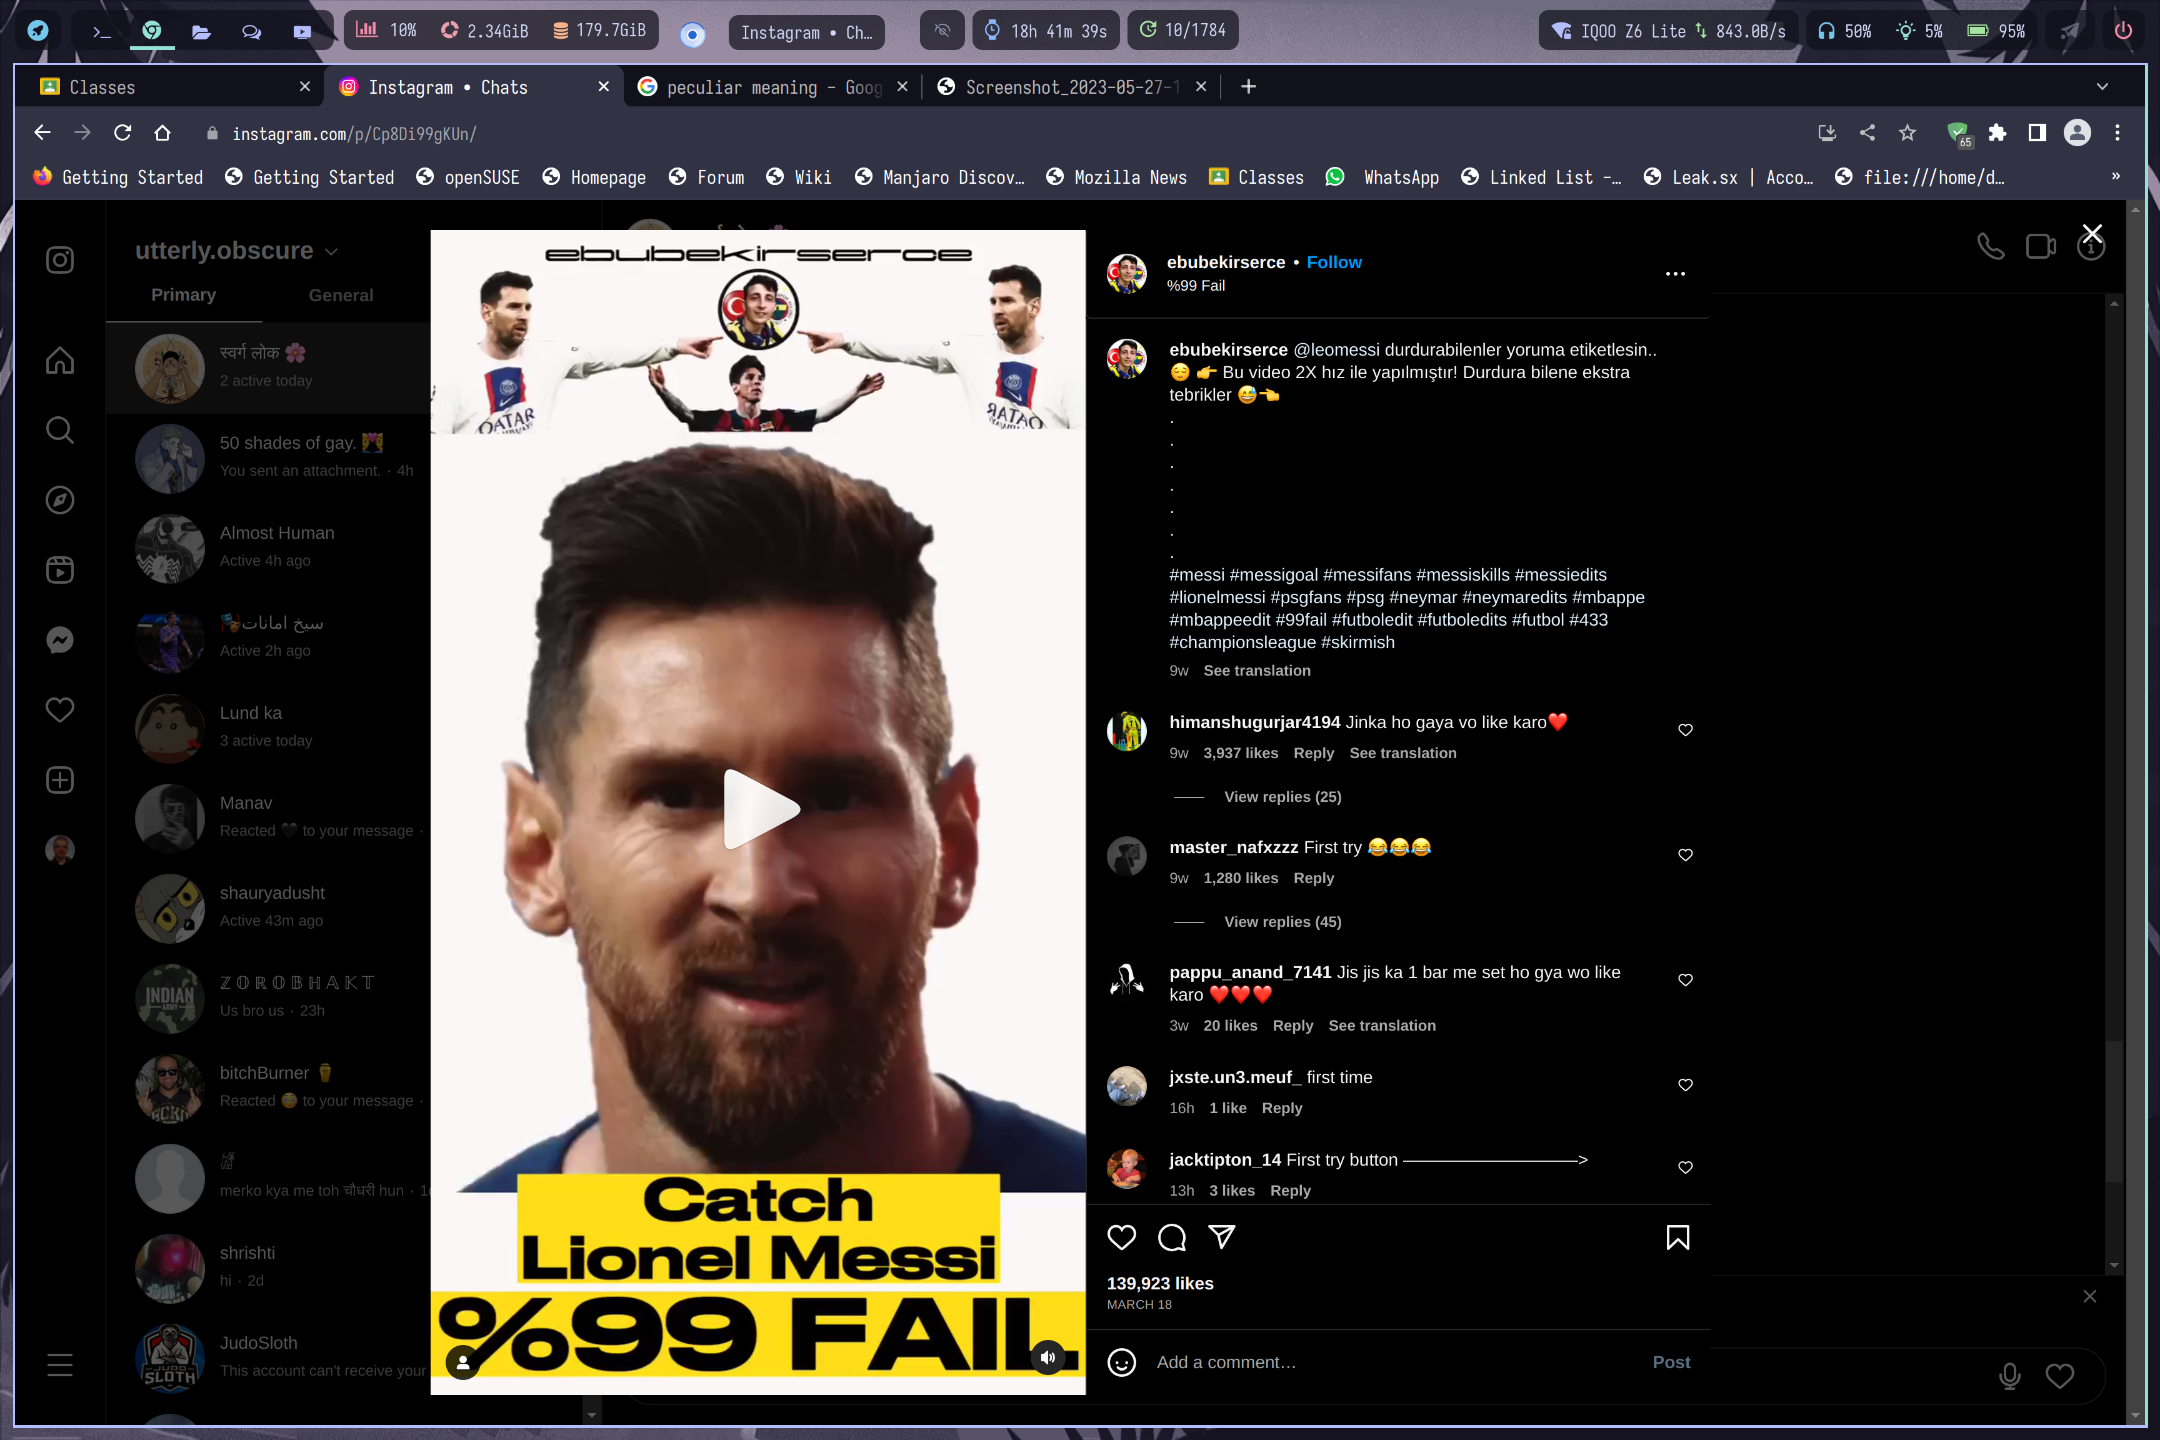 10%
2.34GiB
179.7GiB
Instagram • Ch…
18h 41m 39s
10/1784
IQOO Z6 Lite
843.0B/s
50%
5%
95%
Classes
Instagram • Chats
peculiar meaning - Goog
Screenshot_2023-05-27-1
instagram.com/p/Cp8Di99gKUn/
65
Getting Started
Getting Started
openSUSE
Homepage
Forum
Wiki
Manjaro Discov…
Mozilla News
Classes
WhatsApp
Linked List -…
Leak.sx | Acco…
file:///home/d…
»
utterly.obscure
Primary
General
स्वर्ग लोक 🌸
2 active today
50 shades of gay.
You sent an attachment. · 4h
Almost Human
Active 4h ago
🎭سيخ امانات
Active 2h ago
Lund ka
3 active today
Manav
Reacted 🖤 to your message ·
shauryadusht
Active 43m ago
ℤ𝕆ℝ𝕆𝔹ℍ𝔸𝕂𝕋
Us bro us · 23h
bitchBurner
Reacted 😳 to your message ·
merko kya me toh चौधरी hun ·
shrishti
hi · 2d
JudoSloth
This account can't receive your
INDIAN
ARMY
JUDO
SLOTH
ebubekirserce
QATAR
Catch
Lionel Messi
%99 FAIL
ebubekirserce • Follow
%99 Fail
ebubekirserce @leomessi durdurabilenler yoruma etiketlesin..
😌 👉 Bu video 2X hız ile yapılmıştır! Durdura bilene ekstra
tebrikler 😅👈
.
.
.
.
.
.
.
#messi #messigoal #messifans #messiskills #messiedits
#lionelmessi #psgfans #psg #neymar #neymaredits #mbappe
#mbappeedit #99fail #futboledit #futboledits #futbol #433
#championsleague #skirmish
9w See translation
himanshugurjar4194 Jinka ho gaya vo like karo❤️
9w 3,937 likes Reply See translation
View replies (25)
master_nafxzzz First try 😂😂😂
9w 1,280 likes Reply
View replies (45)
pappu_anand_7141 Jis jis ka 1 bar me set ho gya wo like
karo ❤️❤️❤️
3w 20 likes Reply See translation
jxste.un3.meuf_ first time
16h 1 like Reply
jacktipton_14 First try button ——————————>
13h 3 likes Reply
139,923 likes
MARCH 18
Add a comment…
Post